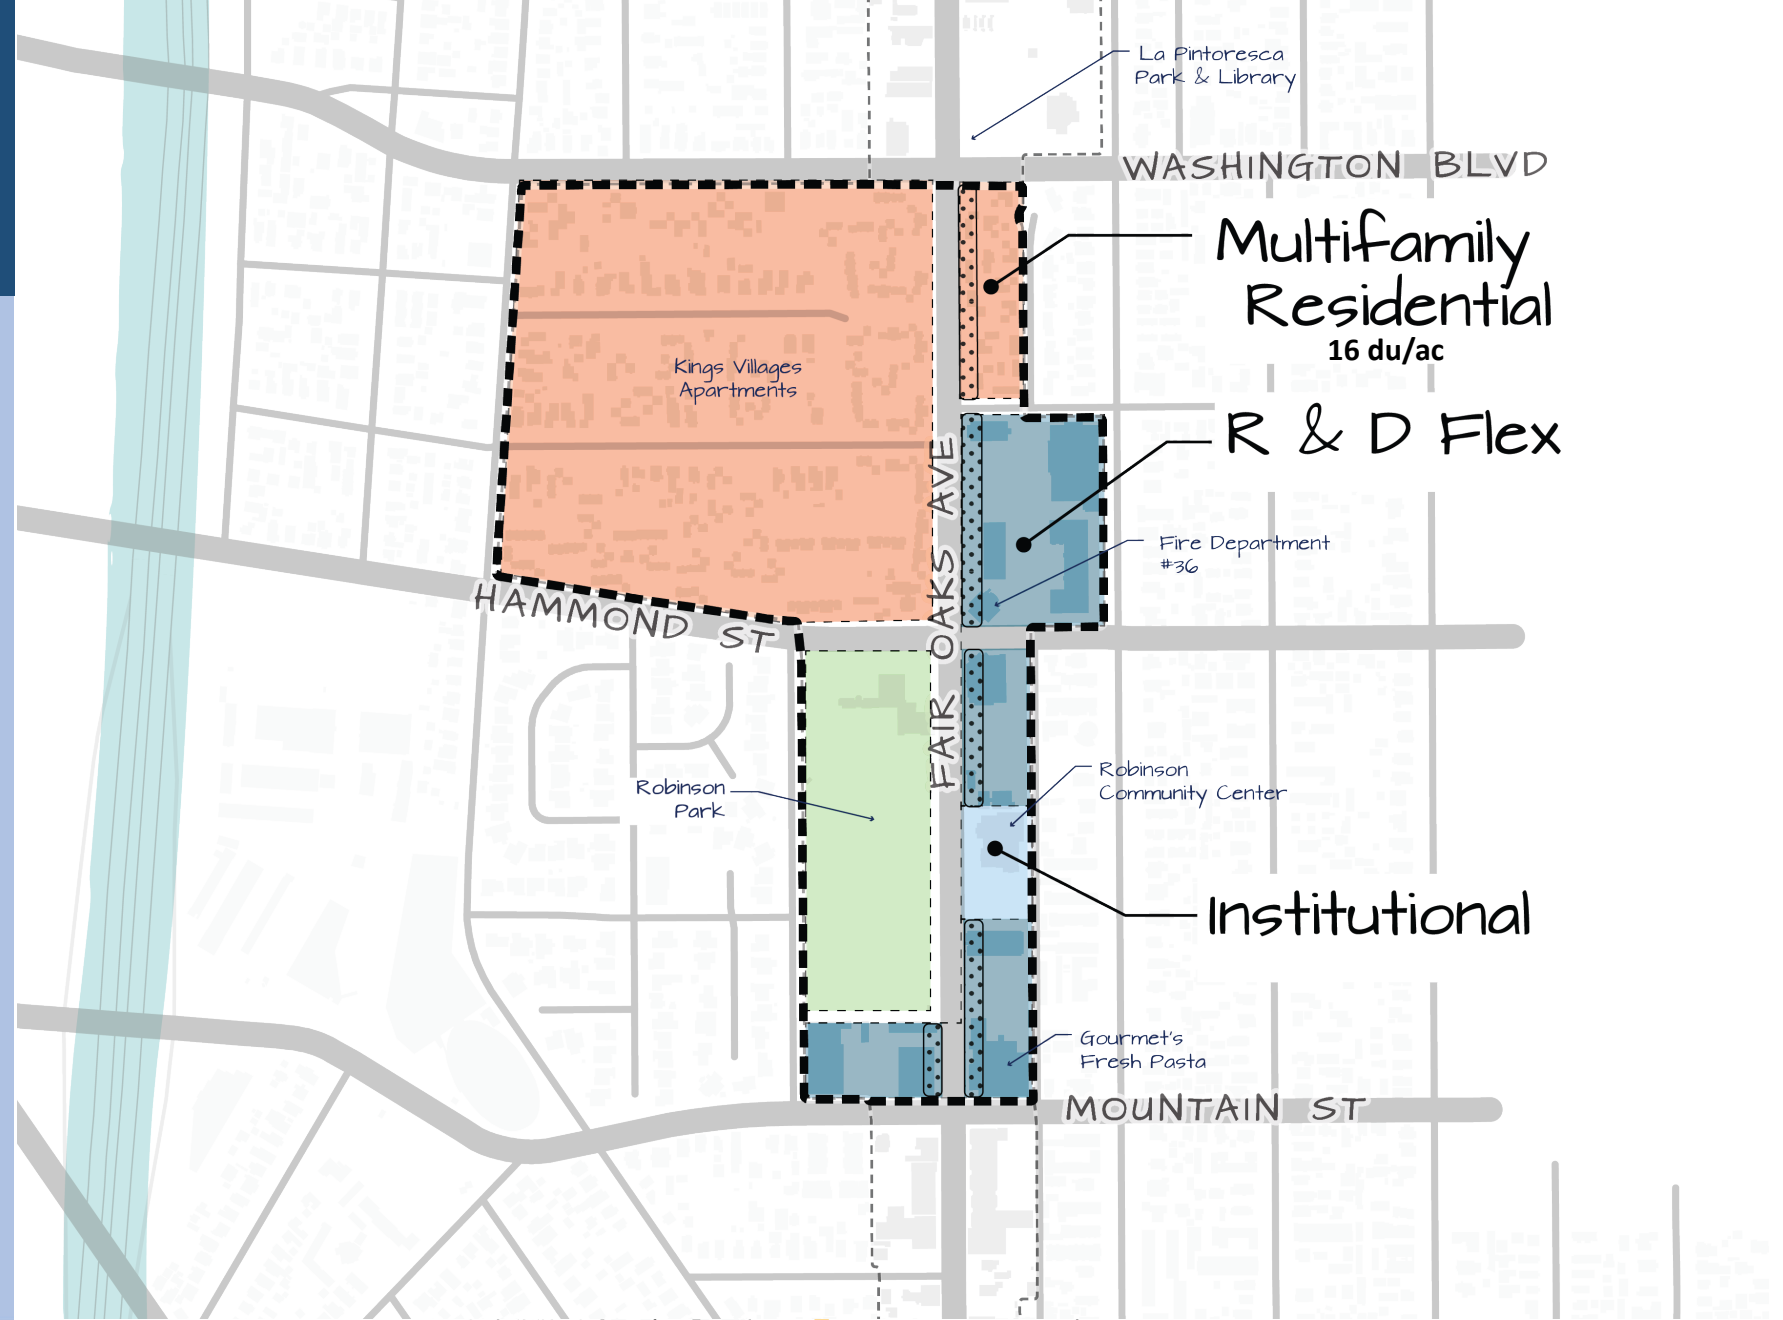 La Pintoresca
Park & Library
WASHINGTON BLVD
Multifamily
Residential
16 du/ac
Kings Villages
Apartments
R & D Flex
FAIR OAKS AVE
Fire Department
#36
HAMMOND ST
Robinson
Park
Robinson
Community Center
Institutional
Gourmet's
Fresh Pasta
MOUNTAIN ST